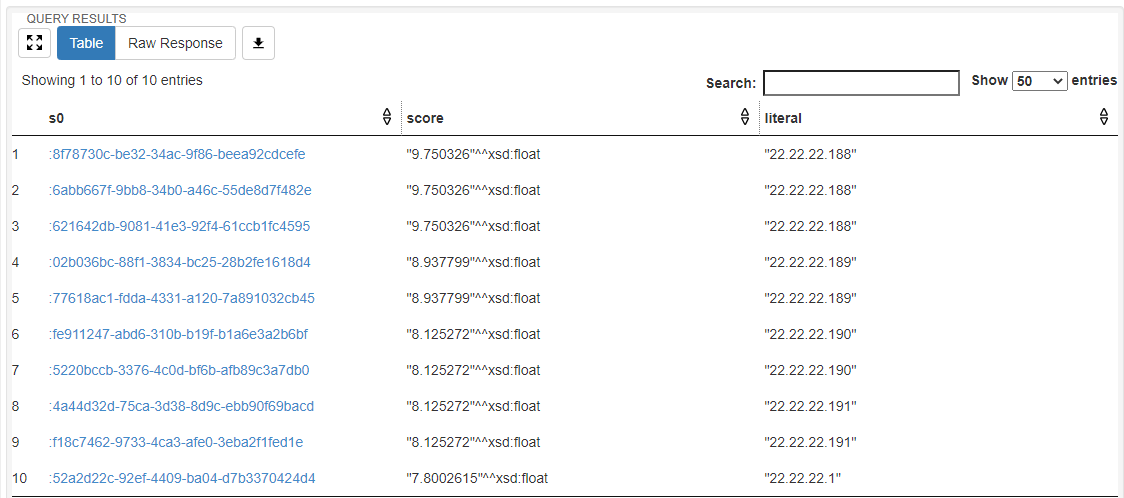 QUERY RESULTS
Table Raw Response
Showing 1 to 10 of 10 entries Search: Show 50 entries
s0 score literal
1 :8f78730c-be32-34ac-9f86-beea92cdcefe "9.750326"^^xsd:float "22.22.22.188"
2 :6abb667f-9bb8-34b0-a46c-55de8d7f482e "9.750326"^^xsd:float "22.22.22.188"
3 :621642db-9081-41e3-92f4-61ccb1fc4595 "9.750326"^^xsd:float "22.22.22.188"
4 :02b036bc-88f1-3834-bc25-28b2fe1618d4 "8.937799"^^xsd:float "22.22.22.189"
5 :77618ac1-fdda-4331-a120-7a891032cb45 "8.937799"^^xsd:float "22.22.22.189"
6 :fe911247-abd6-310b-b19f-b1a6e3a2b6bf "8.125272"^^xsd:float "22.22.22.190"
7 :5220bccb-3376-4c0d-bf6b-afb89c3a7db0 "8.125272"^^xsd:float "22.22.22.190"
8 :4a44d32d-75ca-3d38-8d9c-ebb90f69bacd "8.125272"^^xsd:float "22.22.22.191"
9 :f18c7462-9733-4ca3-afe0-3eba2f1fed1e "8.125272"^^xsd:float "22.22.22.191"
10 :52a2d22c-92ef-4409-ba04-d7b3370424d4 "7.8002615"^^xsd:float "22.22.22.1"